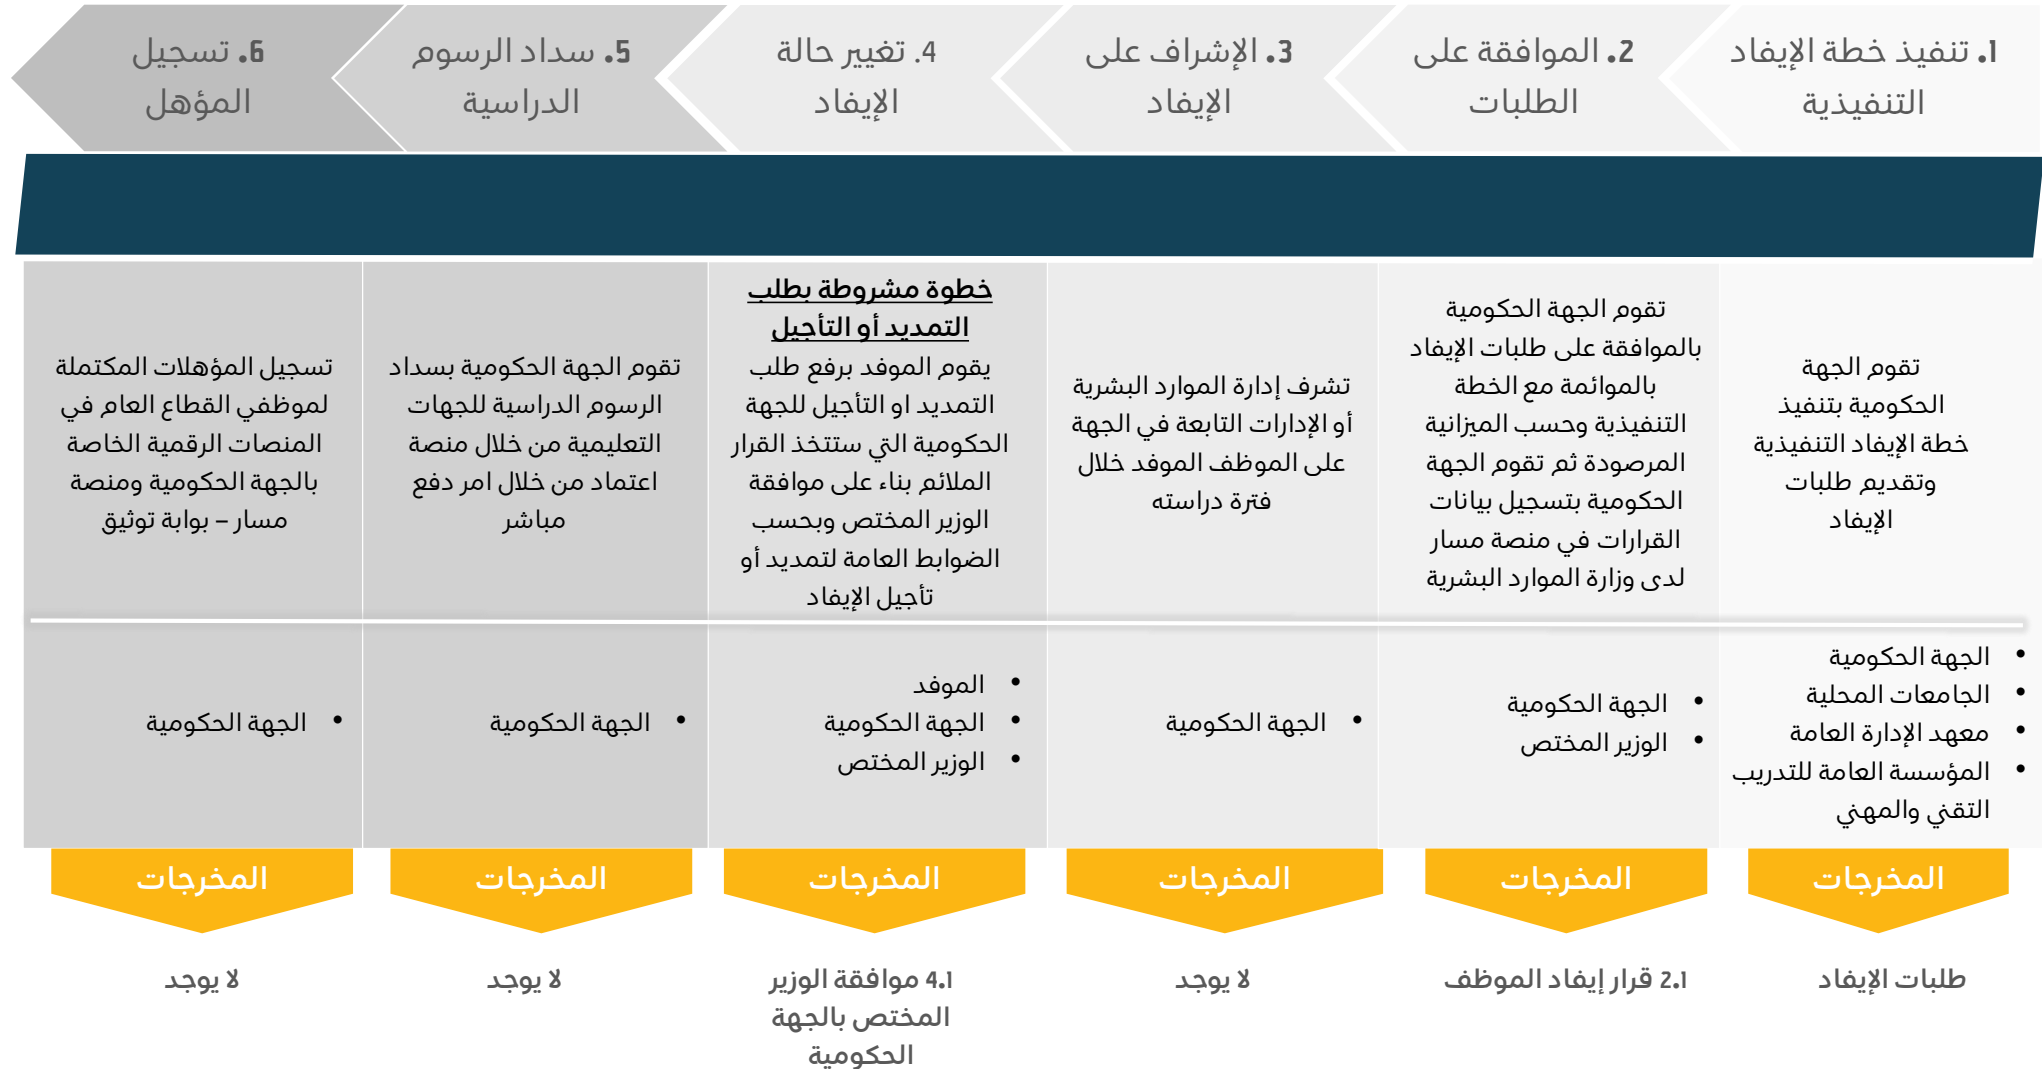 1. تنفيذ خطة الإيفاد
التنفيذية
2. الموافقة على
الطلبات
3. الإشراف على
الإيفاد
4. تغيير حالة
الإيفاد
5. سداد الرسوم
الدراسية
6. تسجيل
المؤهل
تقوم الجهة
الحكومية بتنفيذ
خطة الإيفاد التنفيذية
وتقديم طلبات
الإيفاد
تقوم الجهة الحكومية
بالموافقة على طلبات الإيفاد
بالموائمة مع الخطة
التنفيذية وحسب الميزانية
المرصودة ثم تقوم الجهة
الحكومية بتسجيل بيانات
القرارات في منصة مسار
لدى وزارة الموارد البشرية
تشرف إدارة الموارد البشرية
أو الإدارات التابعة في الجهة
على الموظف الموفد خلال
فترة دراسته
خطوة مشروطة بطلب
التمديد أو التأجيل
يقوم الموفد برفع طلب
التمديد او التأجيل للجهة
الحكومية التي ستتخذ القرار
الملائم بناء على موافقة
الوزير المختص وبحسب
الضوابط العامة لتمديد أو
تأجيل الإيفاد
تقوم الجهة الحكومية بسداد
الرسوم الدراسية للجهات
التعليمية من خلال منصة
اعتماد من خلال امر دفع
مباشر
تسجيل المؤهلات المكتملة
لموظفي القطاع العام في
المنصات الرقمية الخاصة
بالجهة الحكومية ومنصة
مسار – بوابة توثيق
• الجهة الحكومية
• الجامعات المحلية
• معهد الإدارة العامة
• المؤسسة العامة للتدريب
التقني والمهني
• الجهة الحكومية
• الوزير المختص
• الجهة الحكومية
• الموفد
• الجهة الحكومية
• الوزير المختص
• الجهة الحكومية
• الجهة الحكومية
المخرجات
المخرجات
المخرجات
المخرجات
المخرجات
المخرجات
طلبات الإيفاد
2.1 قرار إيفاد الموظف
لا يوجد
4.1 موافقة الوزير
المختص بالجهة
الحكومية
لا يوجد
لا يوجد